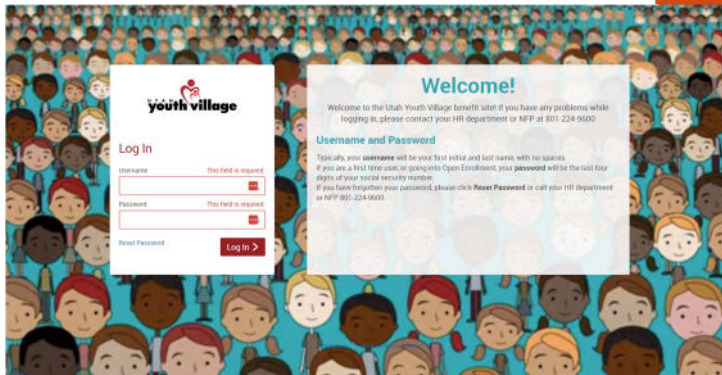 UTAH
youth village
Log In
Username This field is required
Password This field is required
Reset Password
Log In
Welcome!
Welcome to the Utah Youth Village benefit site! If you have any problems while
logging in, please contact your HR department or NFP at 801-224-9600
Username and Password
Typically, your username will be your first initial and last name, with no spaces.
If you are a first time user, or going into Open Enrollment, your password will be the last four
digits of your social security number.
If you have forgotten your password, please click Reset Password or call your HR department
or NFP 801-224-9600.